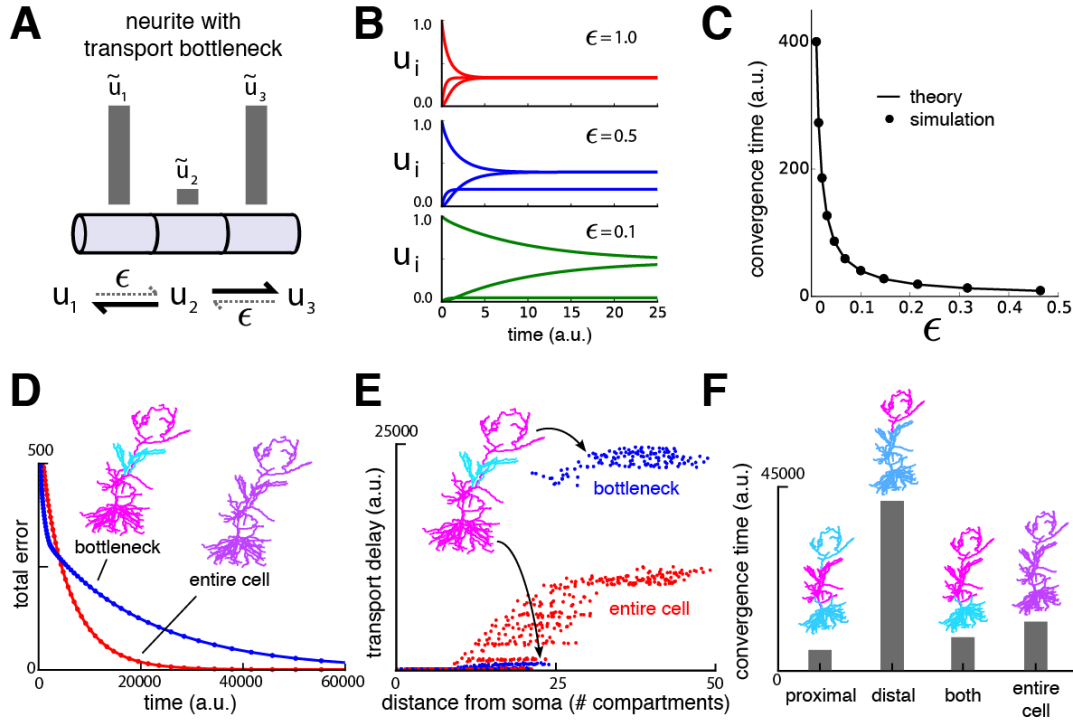 A
neurite with
transport bottleneck
ũ1
ũ2
ũ3
ϵ
ϵ
u1 u2 u3
B
1.0
ui
0.0
ϵ=1.0
1.0
ui
0.0
ϵ=0.5
1.0
ui
0.0
ϵ=0.1
0 5 10 15 20 25
time (a.u.)
C
convergence time (a.u.)
400
200
0
theory
simulation
0 0.1 0.2 0.3 0.4 0.5
ϵ
D
total error
500
0
bottleneck
entire cell
0 20000 40000 60000
time (a.u.)
E
transport delay (a.u.)
25000
0
bottleneck
entire cell
25 50
distance from soma (# compartments)
F
convergence time (a.u.)
45000
0
proximal distal both entire
cell